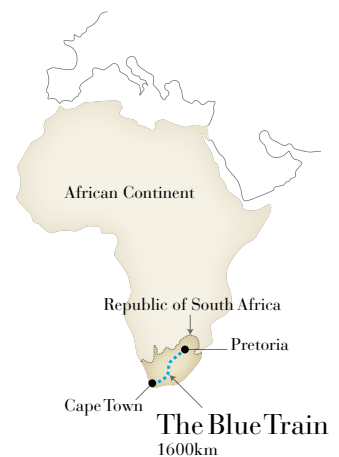 African Continent
Republic of South Africa
Pretoria
Cape Town
The Blue Train
1600km